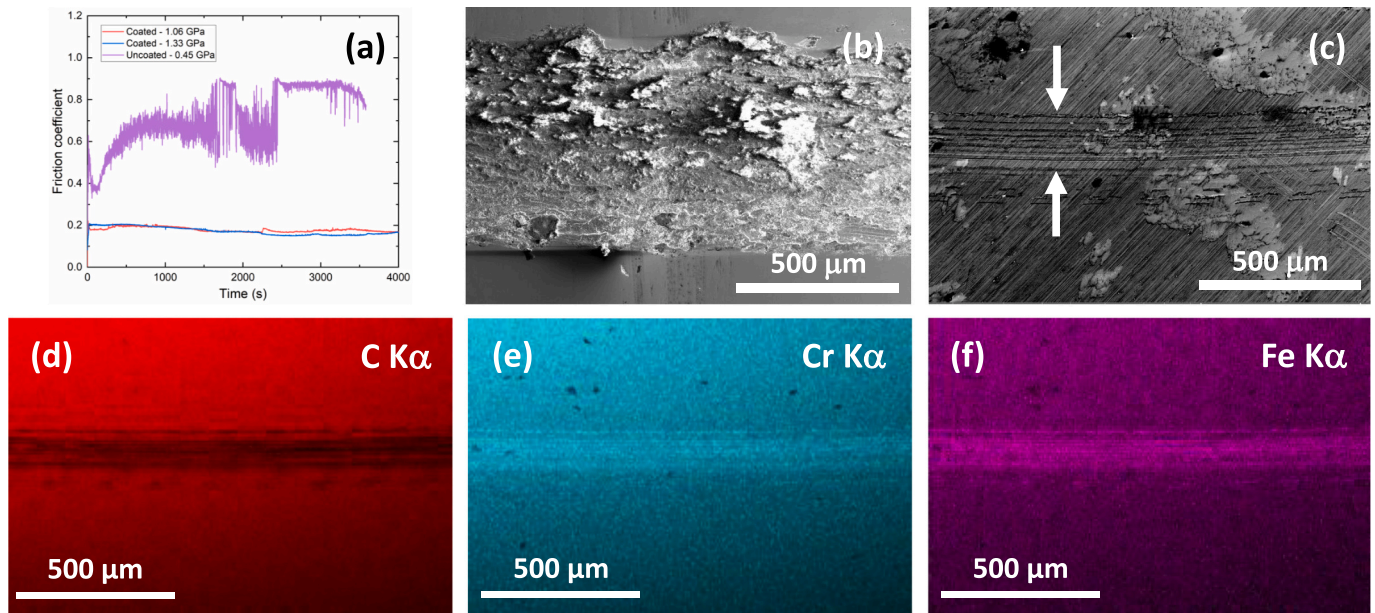 1.2
1.0
0.8
0.6
0.4
0.2
0.0
Friction coefficient
Coated - 1.06 GPa
Coated - 1.33 GPa
Uncoated - 0.45 GPa
(a)
0
1000
2000
3000
4000
Time (s)
(b)
500 μm
(c)
500 μm
(d)
C Kα
500 μm
(e)
Cr Kα
500 μm
(f)
Fe Kα
500 μm